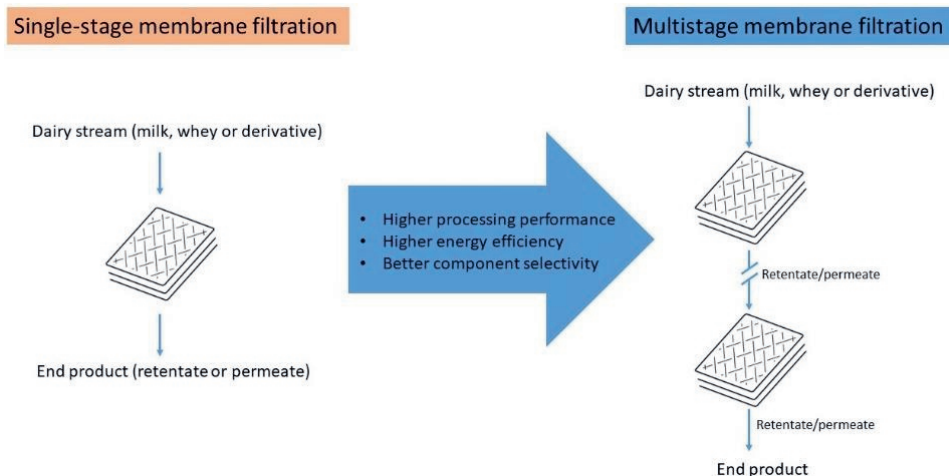 Single-stage membrane filtration
Multistage membrane filtration
Dairy stream (milk, whey or derivative)
End product (retentate or permeate)
• Higher processing performance
• Higher energy efficiency
• Better component selectivity
Dairy stream (milk, whey or derivative)
Retentate/permeate
Retentate/permeate
End product